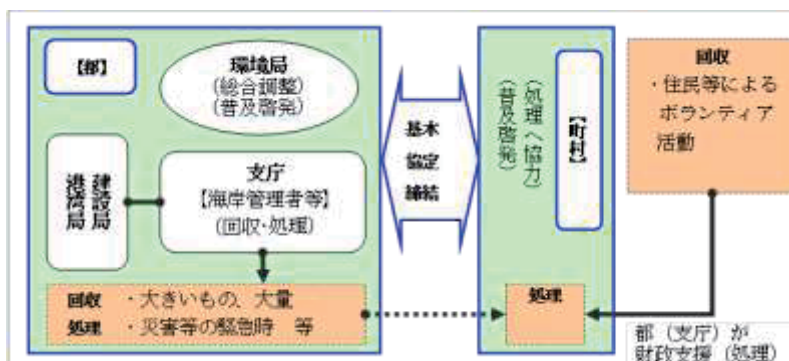 【都】
環境局
(総合調整)
(普及啓発)
建設局
港湾局
支庁
【海岸管理者等】
(回収・処理)
回収 ・大きいもの、大量
処理 ・災害等の緊急時 等
基本
協定
締結
【町村】
(処理へ協力)
(普及啓発)
処理
回収
・住民等による
ボランティア
活動
都（支庁）が
財政支援（処理）